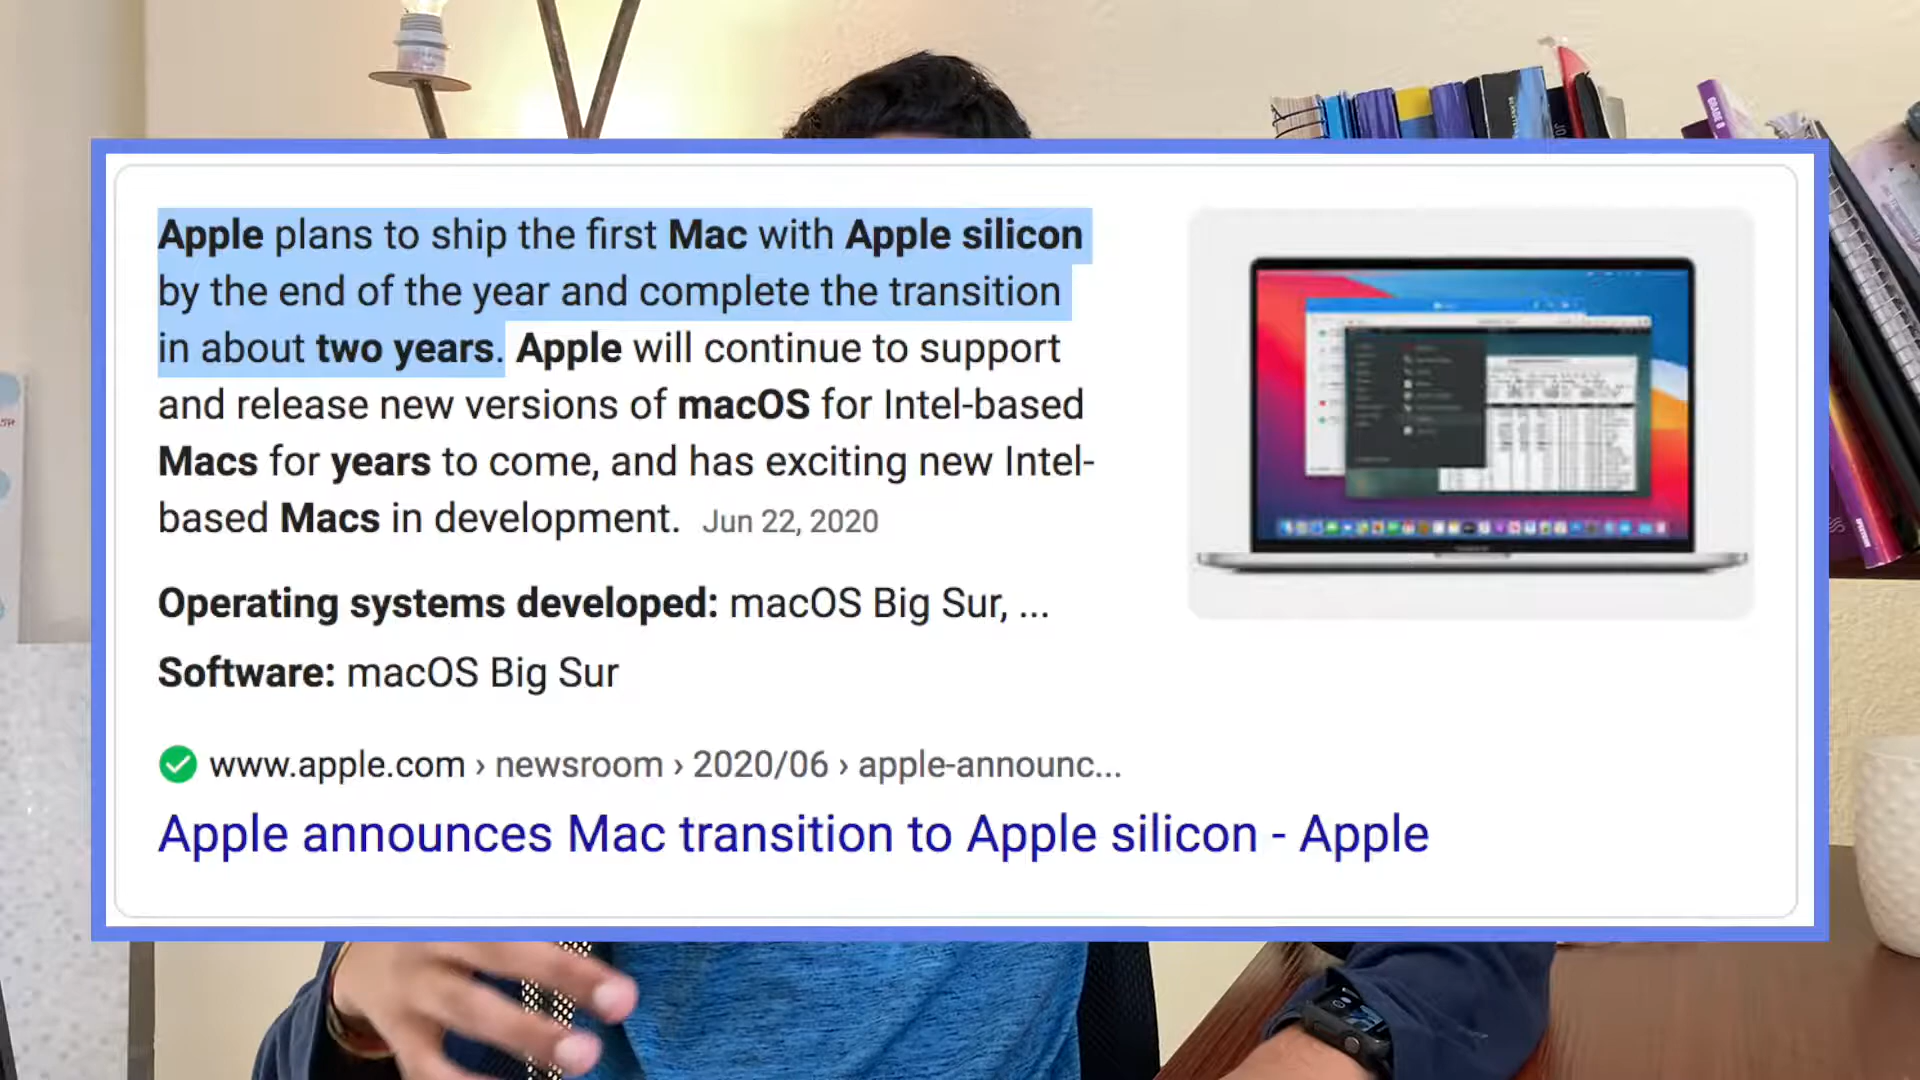 Apple plans to ship the first Mac with Apple silicon
by the end of the year and complete the transition
in about two years. Apple will continue to support
and release new versions of macOS for Intel-based
Macs for years to come, and has exciting new Intel-
based Macs in development. Jun 22, 2020
Operating systems developed: macOS Big Sur, ...
Software: macOS Big Sur
www.apple.com › newsroom › 2020/06 › apple-announc...
Apple announces Mac transition to Apple silicon - Apple